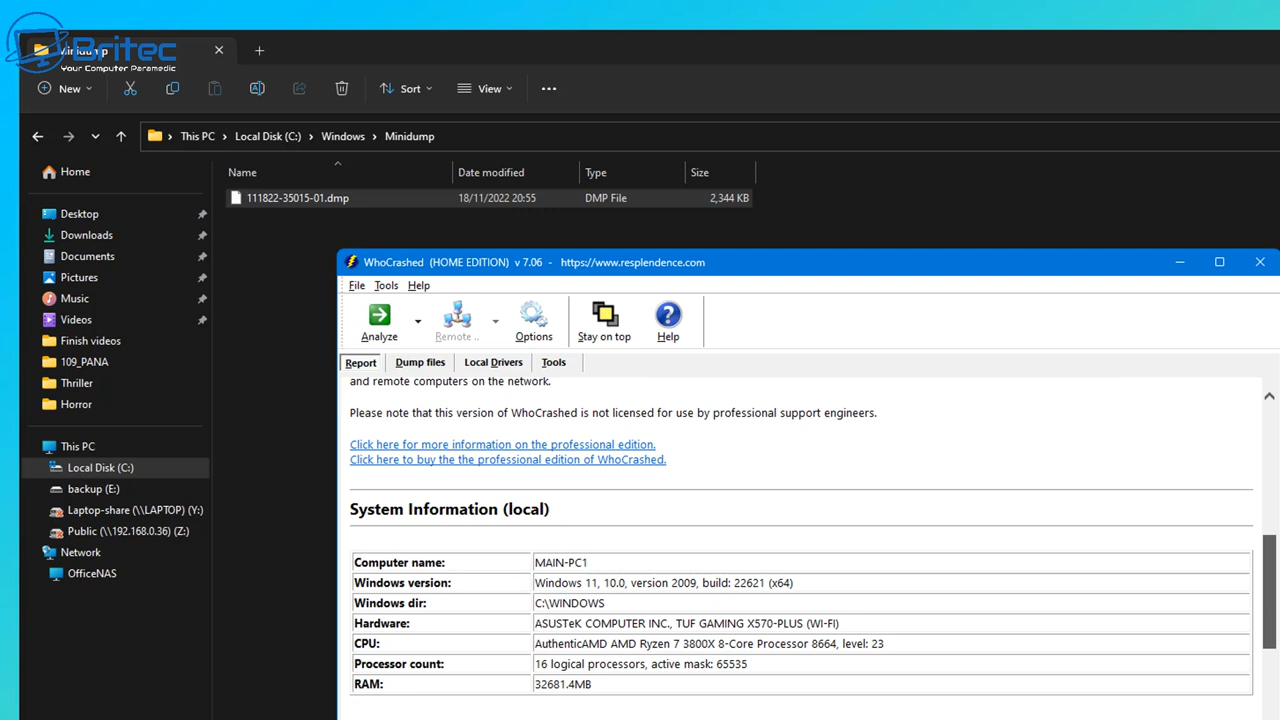 Britec
Your Computer Paramedic
New
Sort
View
This PC > Local Disk (C:) > Windows > Minidump
Name
Date modified
Type
Size
111822-35015-01.dmp
18/11/2022 20:55
DMP File
2,344 KB
Home
Desktop
Downloads
Documents
Pictures
Music
Videos
Finish videos
109_PANA
Thriller
Horror
This PC
Local Disk (C:)
backup (E:)
Laptop-share (\\LAPTOP) (Y:)
Public (\\192.168.0.36) (Z:)
Network
OfficeNAS
WhoCrashed (HOME EDITION) v 7.06 - https://www.resplendence.com
File Tools Help
Analyze
Remote ..
Options
Stay on top
Help
Report
Dump files
Local Drivers
Tools
and remote computers on the network.
Please note that this version of WhoCrashed is not licensed for use by professional support engineers.
Click here for more information on the professional edition.
Click here to buy the the professional edition of WhoCrashed.
System Information (local)
Computer name: MAIN-PC1
Windows version: Windows 11, 10.0, version 2009, build: 22621 (x64)
Windows dir: C:\WINDOWS
Hardware: ASUSTeK COMPUTER INC., TUF GAMING X570-PLUS (WI-FI)
CPU: AuthenticAMD AMD Ryzen 7 3800X 8-Core Processor 8664, level: 23
Processor count: 16 logical processors, active mask: 65535
RAM: 32681.4MB